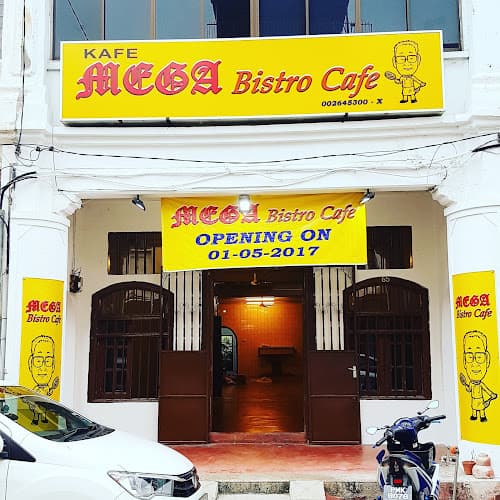 KAFE
MEGA Bistro Cafe
002645300 - X
MEGA Bistro Cafe
OPENING ON
01-05-2017
65
MEGA
Bistro Cafe
MEGA
Bistro Cafe